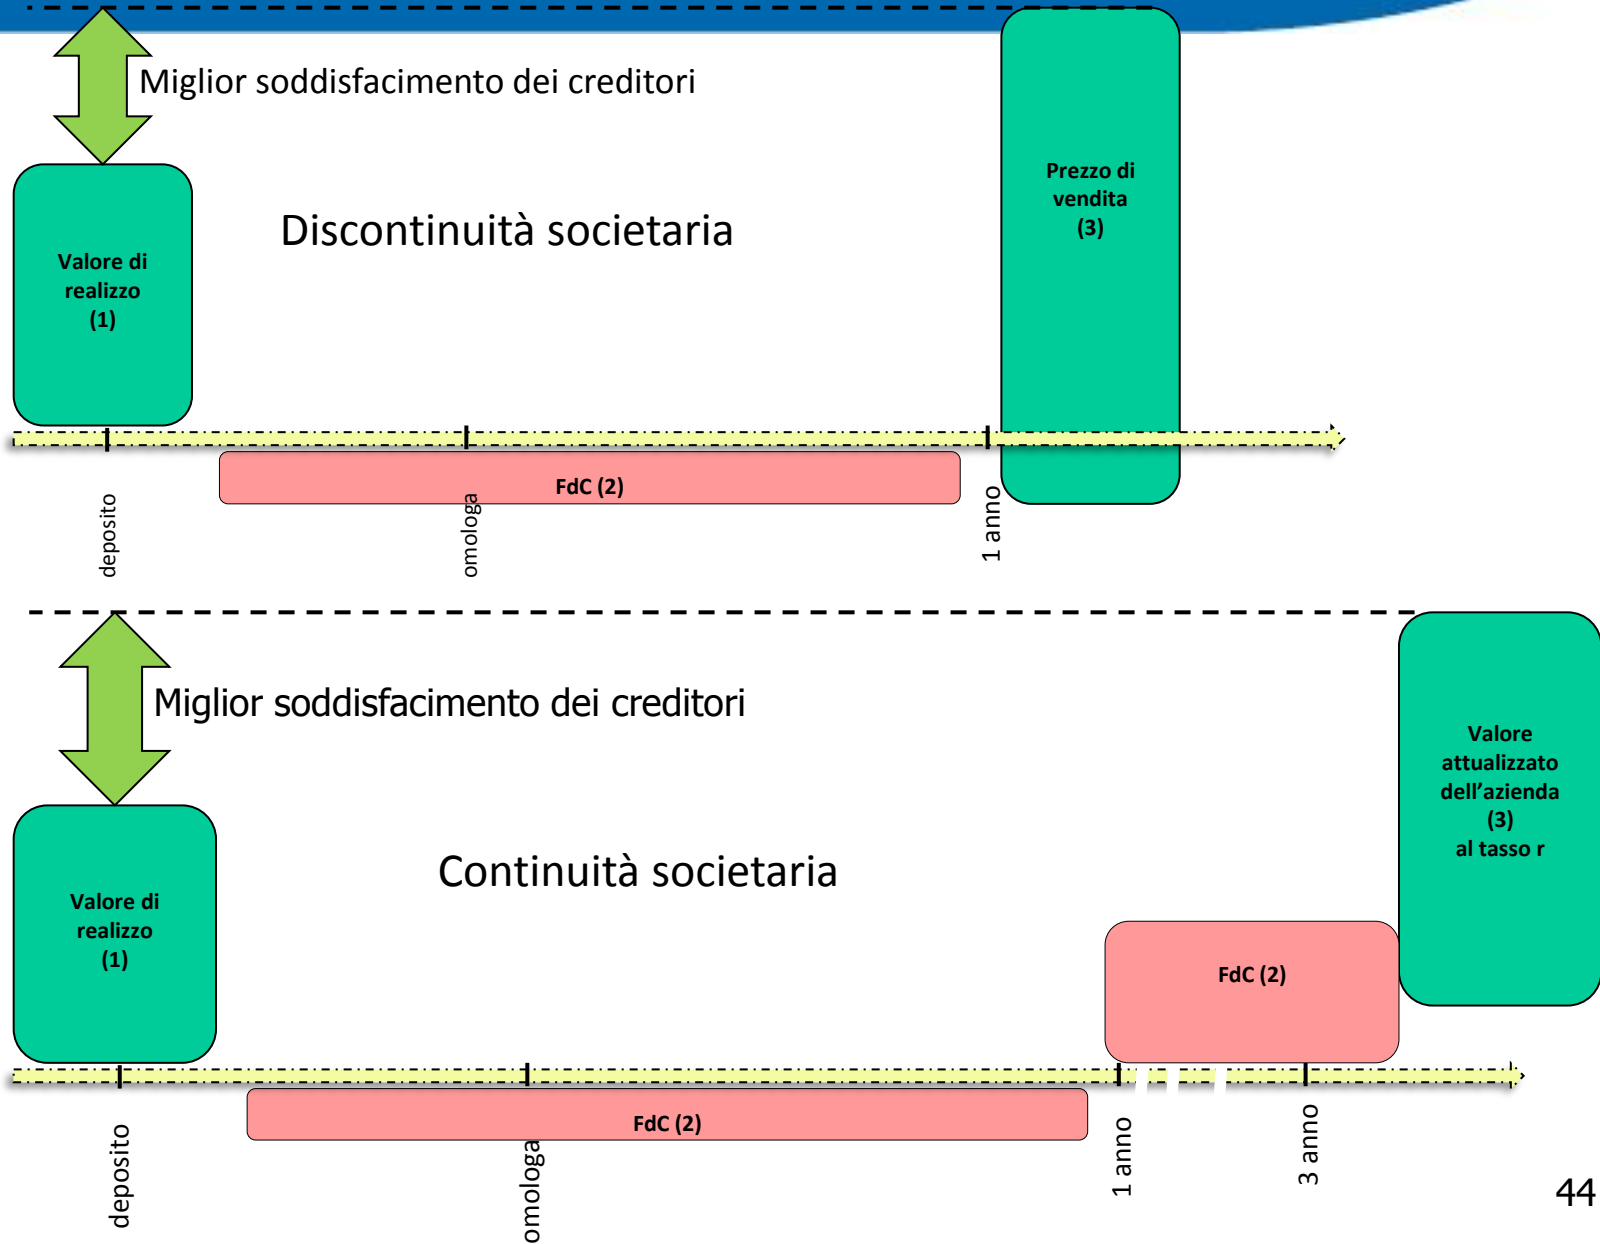 Miglior soddisfacimento dei creditori
Prezzo di
vendita
(3)
Discontinuità societaria
Valore di
realizzo
(1)
FdC (2)
deposito
omologa
1 anno
Miglior soddisfacimento dei creditori
Valore
attualizzato
dell’azienda
(3)
al tasso r
Continuità societaria
Valore di
realizzo
(1)
FdC (2)
FdC (2)
deposito
omologa
1 anno
3 anno
44